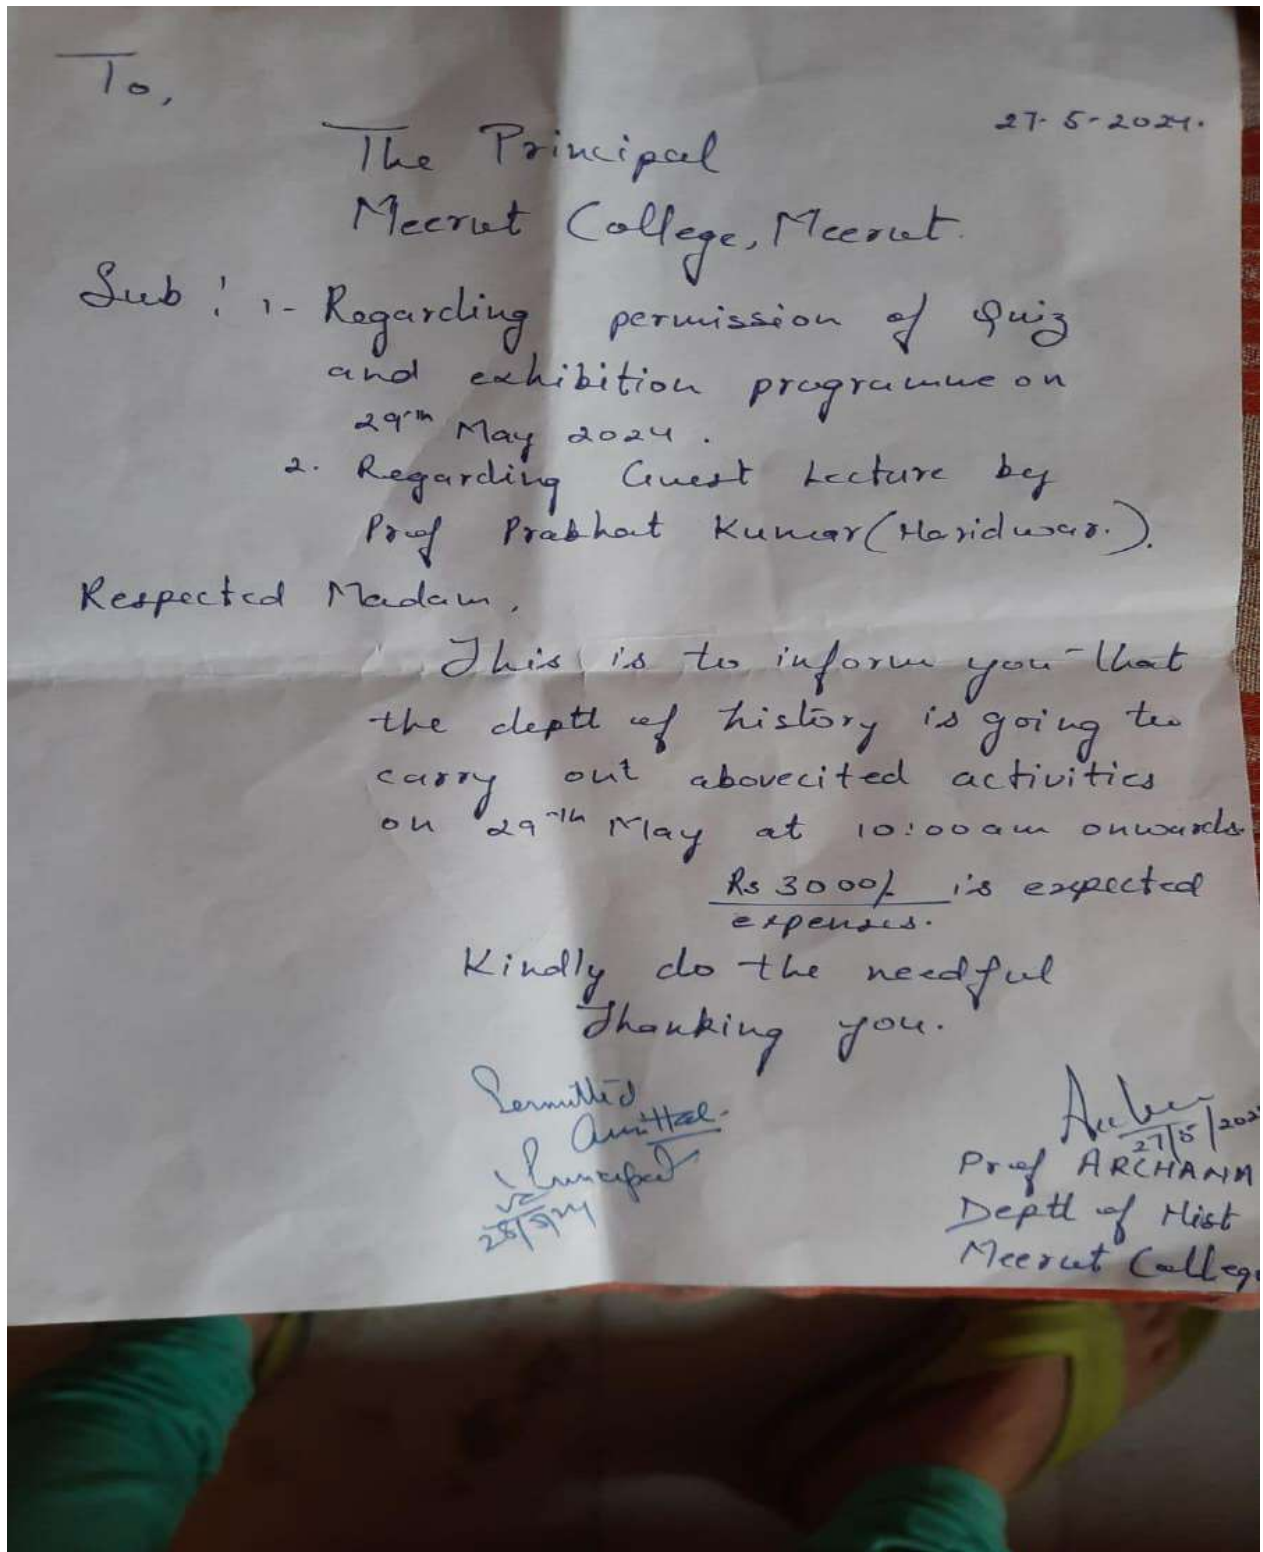 To,
27-5-2024.
The Principal
Meerut College, Meerut.
Sub : 1- Regarding permission of Quiz
and exhibition programme on
29th May 2024.
2. Regarding Guest Lecture by
Prof Prabhat Kumar (Haridwar.).
Respected Madam,
This is to inform you that
the deptt of history is going to
carry out abovecited activities
on 29th May at 10:00am onwards
Rs 3000/- is expected
expenses.
Kindly do the needful
Thanking you.
Permitted
Principal
28/5/24
27/5/202
Prof ARCHANA
Deptt of Hist
Meerut College